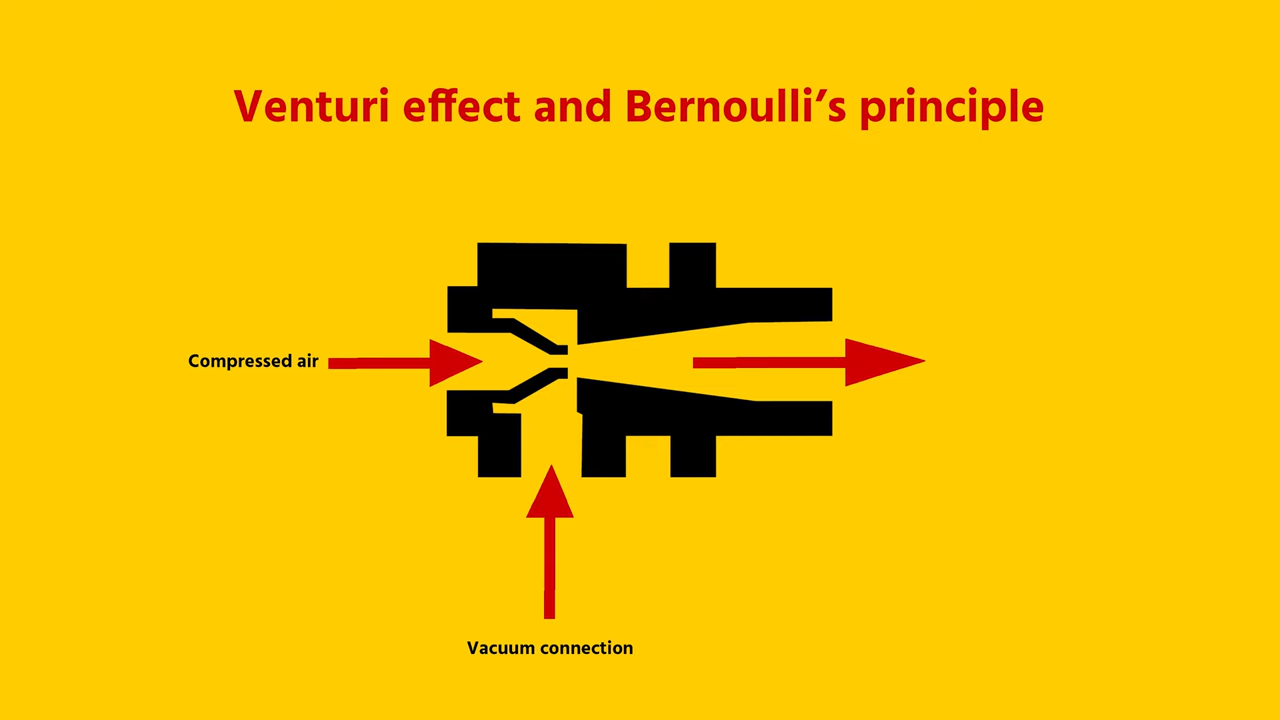 Venturi effect and Bernoulli’s principle
Compressed air
Vacuum connection